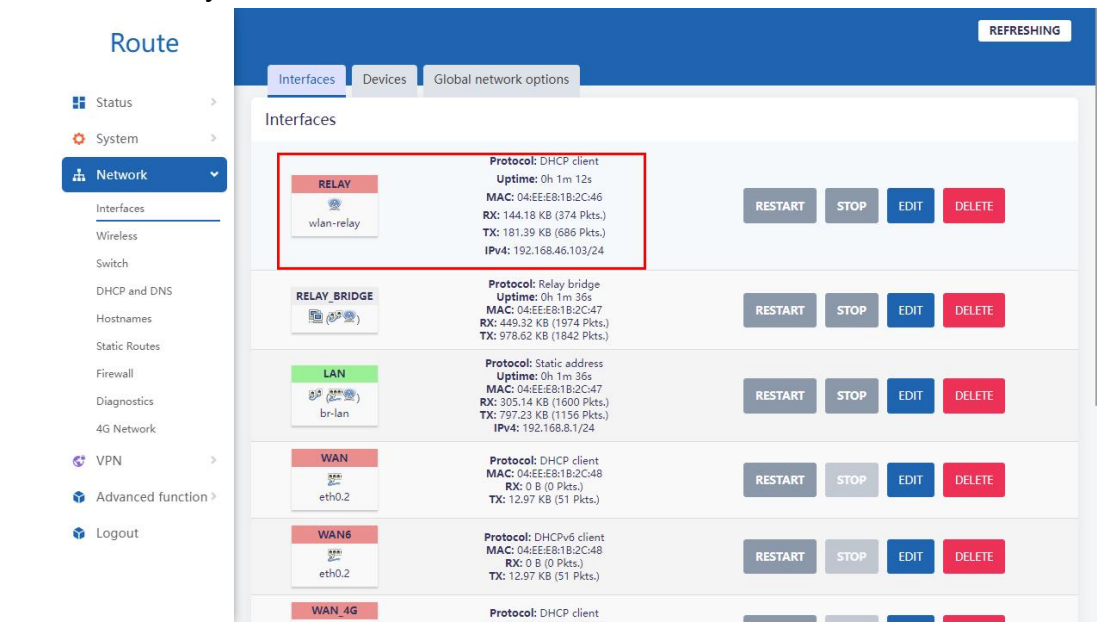 Route
REFRESHING
Interfaces
Devices
Global network options
Status
System
Network
Interfaces
Wireless
Switch
DHCP and DNS
Hostnames
Static Routes
Firewall
Diagnostics
4G Network
VPN
Advanced function
Logout
Interfaces
RELAY
wlan-relay
Protocol: DHCP client
Uptime: 0h 1m 12s
MAC: 04:EE:E8:1B:2C:46
RX: 144.18 KB (374 Pkts.)
TX: 181.39 KB (686 Pkts.)
IPv4: 192.168.46.103/24
RESTART STOP EDIT DELETE
RELAY_BRIDGE
Protocol: Relay bridge
Uptime: 0h 1m 36s
MAC: 04:EE:E8:1B:2C:47
RX: 449.32 KB (1974 Pkts.)
TX: 978.62 KB (1842 Pkts.)
RESTART STOP EDIT DELETE
LAN
br-lan
Protocol: Static address
Uptime: 0h 1m 36s
MAC: 04:EE:E8:1B:2C:47
RX: 305.14 KB (1600 Pkts.)
TX: 797.23 KB (1156 Pkts.)
IPv4: 192.168.8.1/24
RESTART STOP EDIT DELETE
WAN
eth0.2
Protocol: DHCP client
MAC: 04:EE:E8:1B:2C:48
RX: 0 B (0 Pkts.)
TX: 12.97 KB (51 Pkts.)
RESTART STOP EDIT DELETE
WAN6
eth0.2
Protocol: DHCPv6 client
MAC: 04:EE:E8:1B:2C:48
RX: 0 B (0 Pkts.)
TX: 12.97 KB (51 Pkts.)
RESTART STOP EDIT DELETE
WAN_4G
Protocol: DHCP client